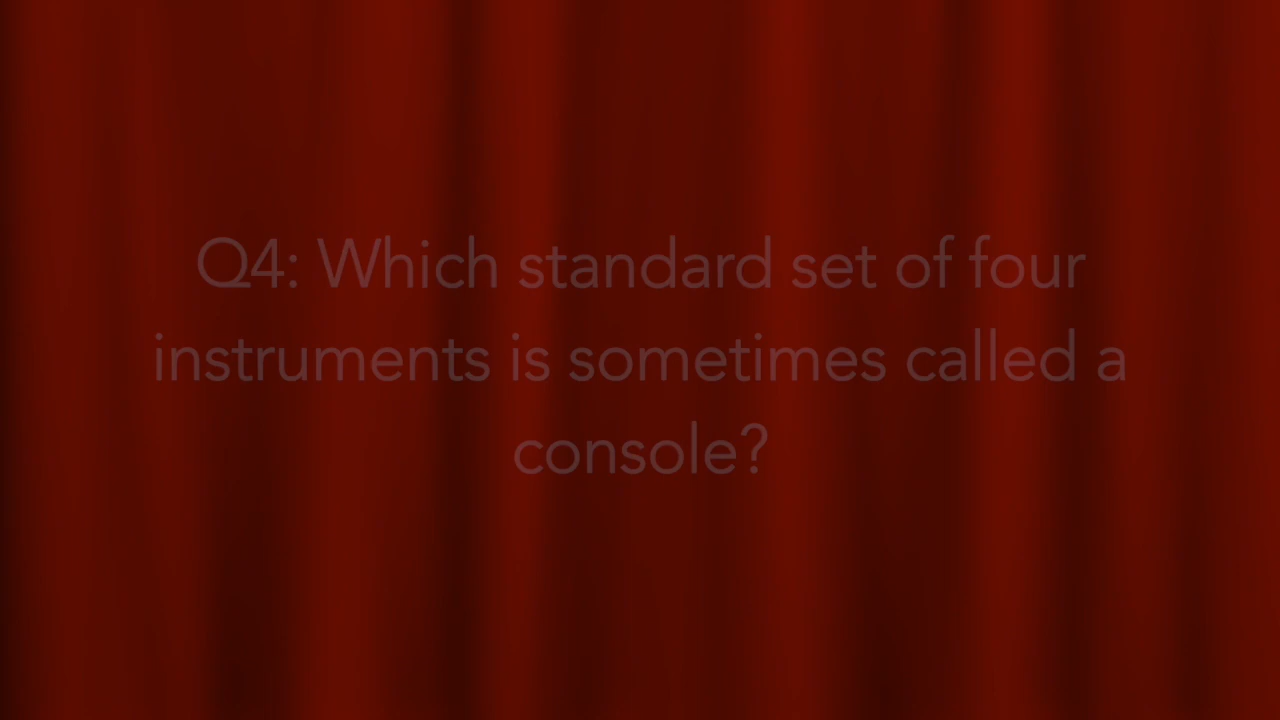 Q4: Which standard set of four
instruments is sometimes called a
console?